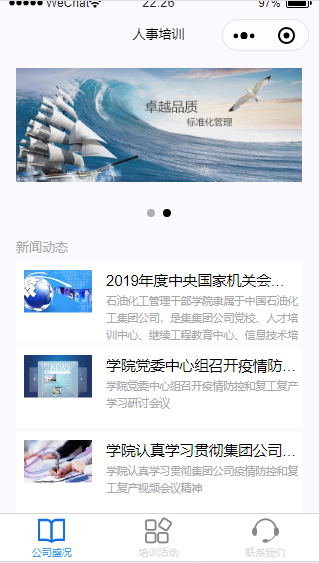 WeChat
22:26
97%
人事培训
卓越品质
标准化管理
新闻动态
2019年度中央国家机关会...
石油化工管理干部学院隶属于中国石油化
工集团公司，是集集团公司党校、人才培
训中心、继续工程教育中心、信息技术培
学院党委中心组召开疫情防...
学院党委中心组召开疫情防控和复工复产
学习研讨会议
学院认真学习贯彻集团公司...
学院认真学习贯彻集团公司疫情防控和复
工复产视频会议精神
公司盛况
培训活动
联系我们